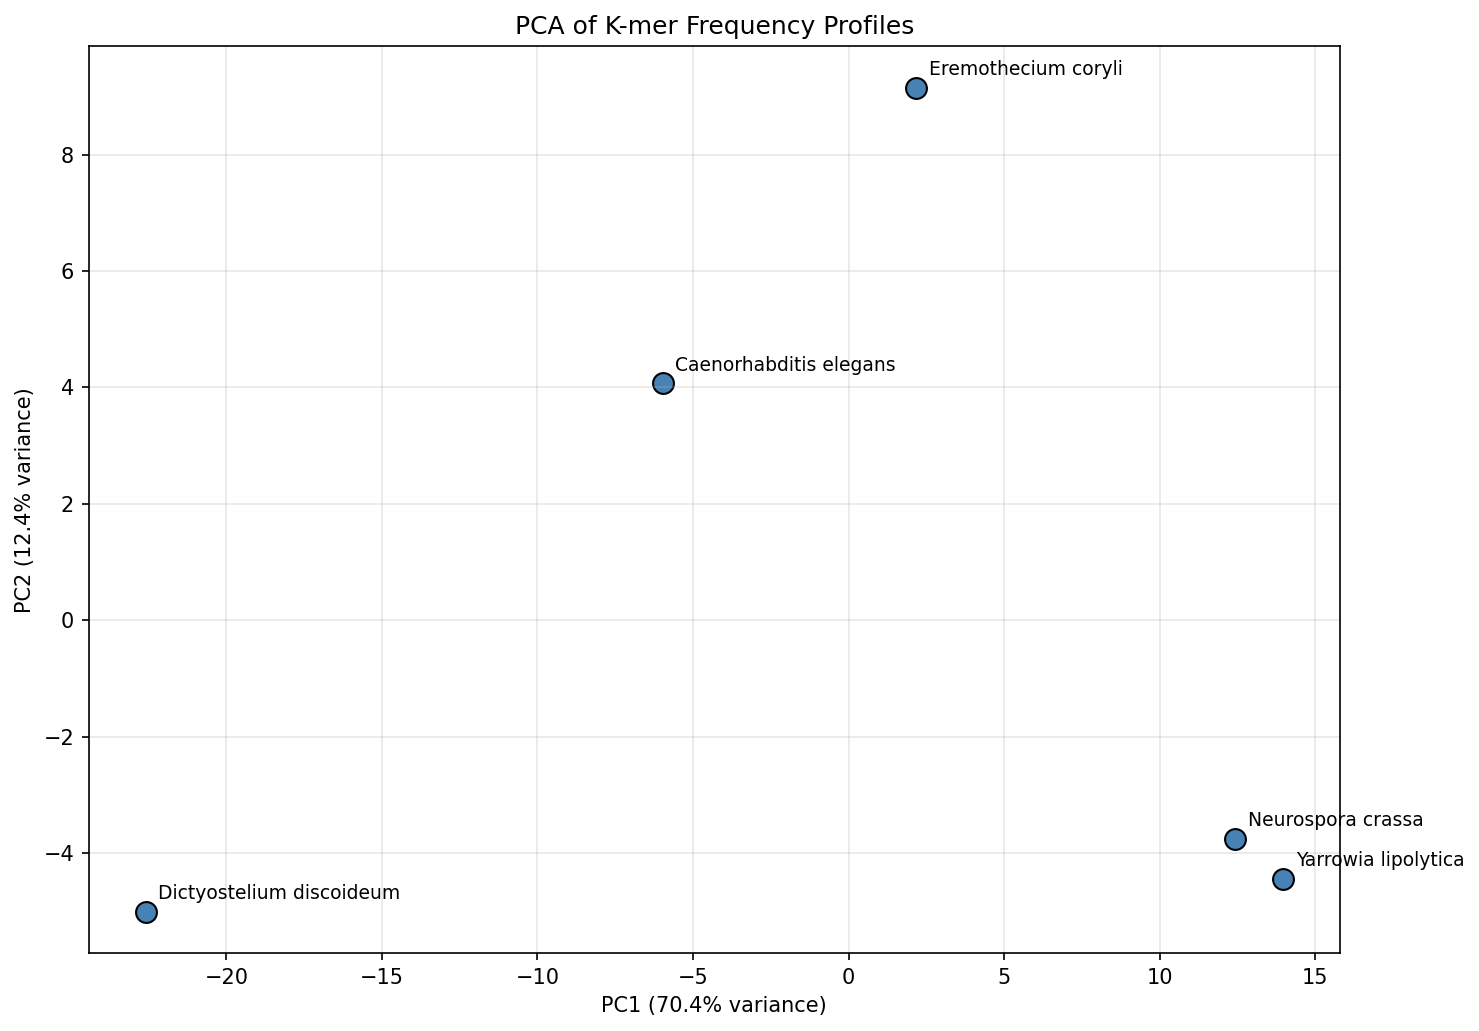 PCA of K-mer Frequency Profiles
Eremothecium coryli
Caenorhabditis elegans
Neurospora crassa
Yarrowia lipolytica
Dictyostelium discoideum
8
6
4
2
0
−2
−4
PC2 (12.4% variance)
−20
−15
−10
−5
0
5
10
15
PC1 (70.4% variance)